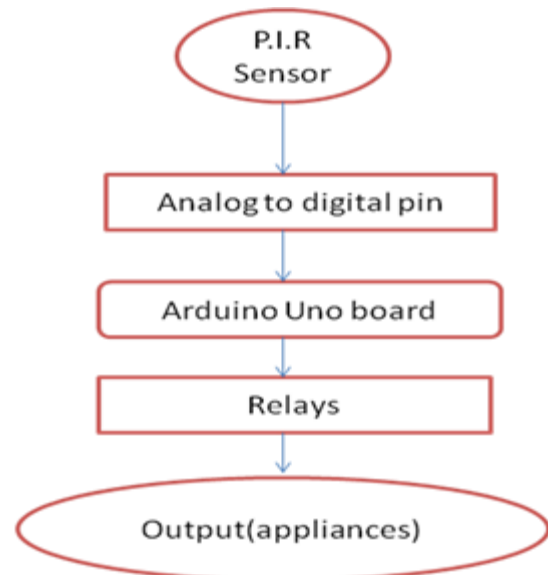 P.I.R
Sensor
Analog to digital pin
Arduino Uno board
Relays
Output(appliances)